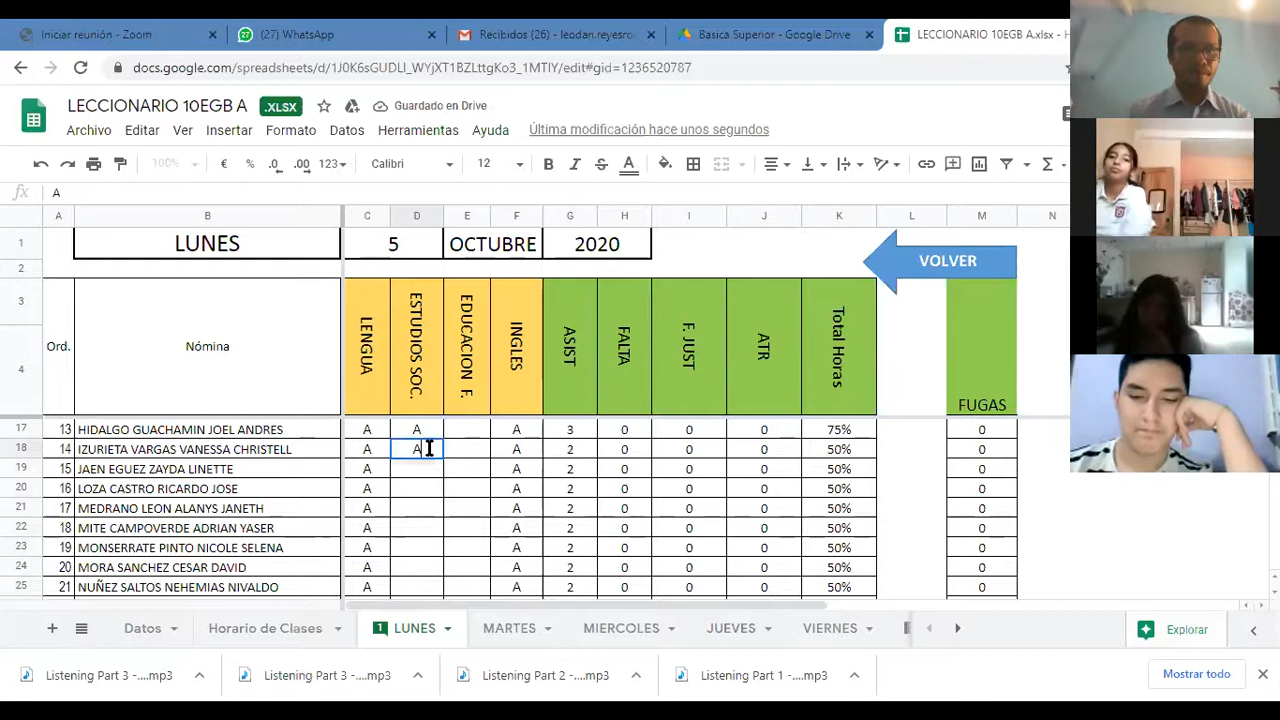 Iniciar reunión - Zoom
(27) WhatsApp
Recibidos (26) - leodan.reyesro
Basica Superior - Google Drive
LECCIONARIO 10EGB A.xlsx - H
docs.google.com/spreadsheets/d/1J0K6sGUDLI_WYjXT1BZLttgKo3_1MTlY/edit#gid=1236520787
LECCIONARIO 10EGB A .XLSX Guardado en Drive
Archivo Editar Ver Insertar Formato Datos Herramientas Ayuda Última modificación hace unos segundos
100% € % .0 .00 123 Calibri 12 B I S A
fx A
A B C D E F G H I J K L M N
1 LUNES 5 OCTUBRE 2020
2 VOLVER
3
4
Ord. Nómina LENGUA ESTUDIOS SOC. EDUCACION F. INGLES ASIST FALTA F. JUST ATR Total Horas FUGAS
17 13 HIDALGO GUACHAMIN JOEL ANDRES A A A 3 0 0 0 75% 0
18 14 IZURIETA VARGAS VANESSA CHRISTELL A A A 2 0 0 0 50% 0
19 15 JAEN EGUEZ ZAYDA LINETTE A A 2 0 0 0 50% 0
20 16 LOZA CASTRO RICARDO JOSE A A 2 0 0 0 50% 0
21 17 MEDRANO LEON ALANYS JANETH A A 2 0 0 0 50% 0
22 18 MITE CAMPOVERDE ADRIAN YASER A A 2 0 0 0 50% 0
23 19 MONSERRATE PINTO NICOLE SELENA A A 2 0 0 0 50% 0
24 20 MORA SANCHEZ CESAR DAVID A A 2 0 0 0 50% 0
25 21 NUÑEZ SALTOS NEHEMIAS NIVALDO A A 2 0 0 0 50% 0
Datos Horario de Clases 1 LUNES MARTES MIERCOLES JUEVES VIERNES Explorar
Listening Part 3 -....mp3 Listening Part 3 -....mp3 Listening Part 2 -....mp3 Listening Part 1 -....mp3 Mostrar todo